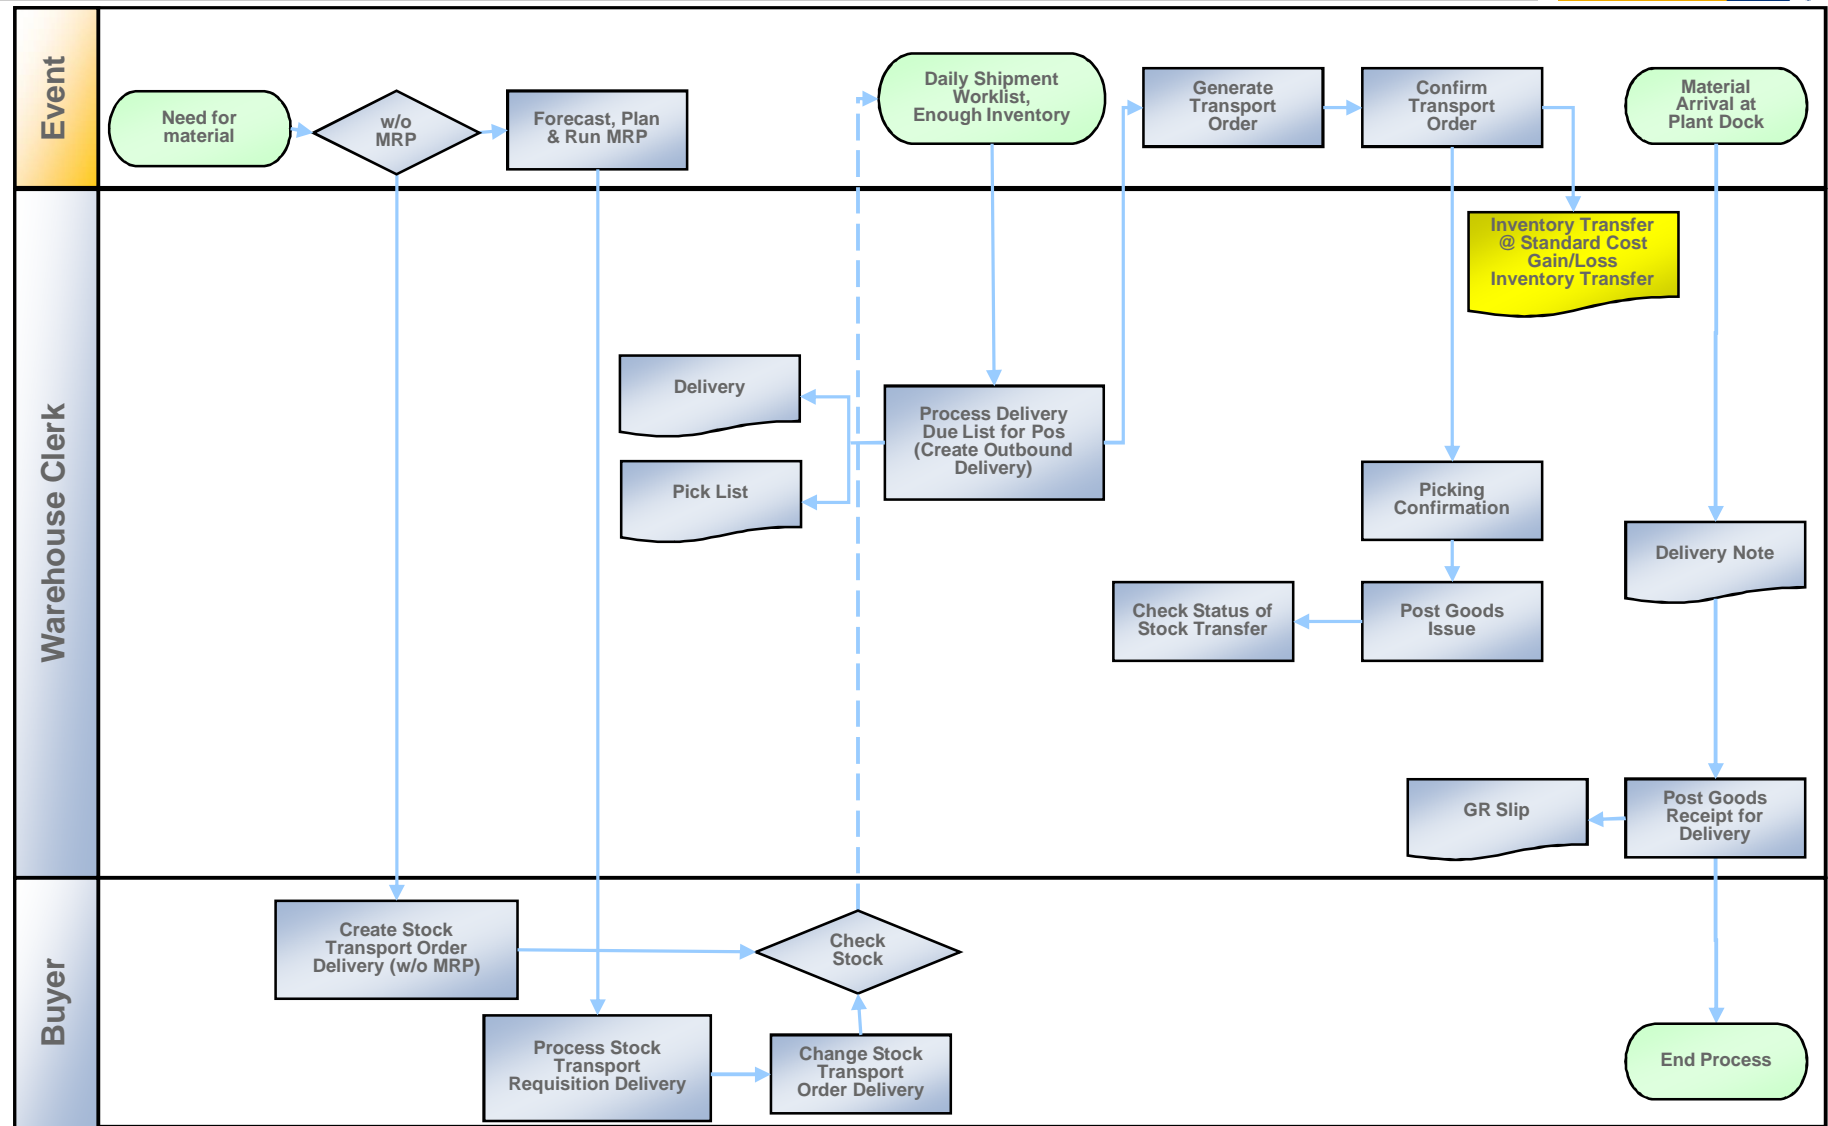 Event
Need for
material
w/o
MRP
Forecast, Plan
& Run MRP
Daily Shipment
Worklist,
Enough Inventory
Generate
Transport
Order
Confirm
Transport
Order
Material
Arrival at
Plant Dock
Warehouse Clerk
Inventory Transfer
@ Standard Cost
Gain/Loss
Inventory Transfer
Delivery
Pick List
Process Delivery
Due List for Pos
(Create Outbound
Delivery)
Picking
Confirmation
Delivery Note
Check Status of
Stock Transfer
Post Goods
Issue
GR Slip
Post Goods
Receipt for
Delivery
Buyer
Create Stock
Transport Order
Delivery (w/o MRP)
Check
Stock
Process Stock
Transport
Requisition Delivery
Change Stock
Transport
Order Delivery
End Process